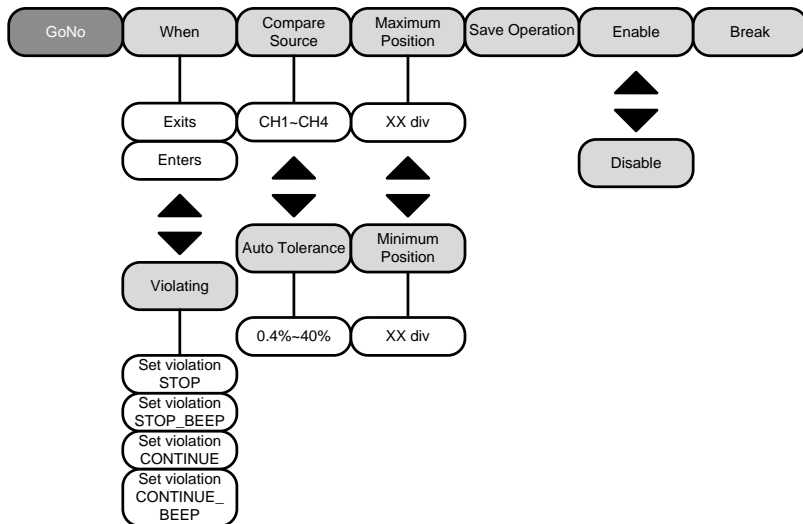 GoNo
When
Compare
Source
Maximum
Position
Save Operation
Enable
Break
Exits
Enters
CH1~CH4
XX div
Disable
Auto Tolerance
Minimum
Position
Violating
0.4%~40%
XX div
Set violation
STOP
Set violation
STOP_BEEP
Set violation
CONTINUE
Set violation
CONTINUE_
BEEP